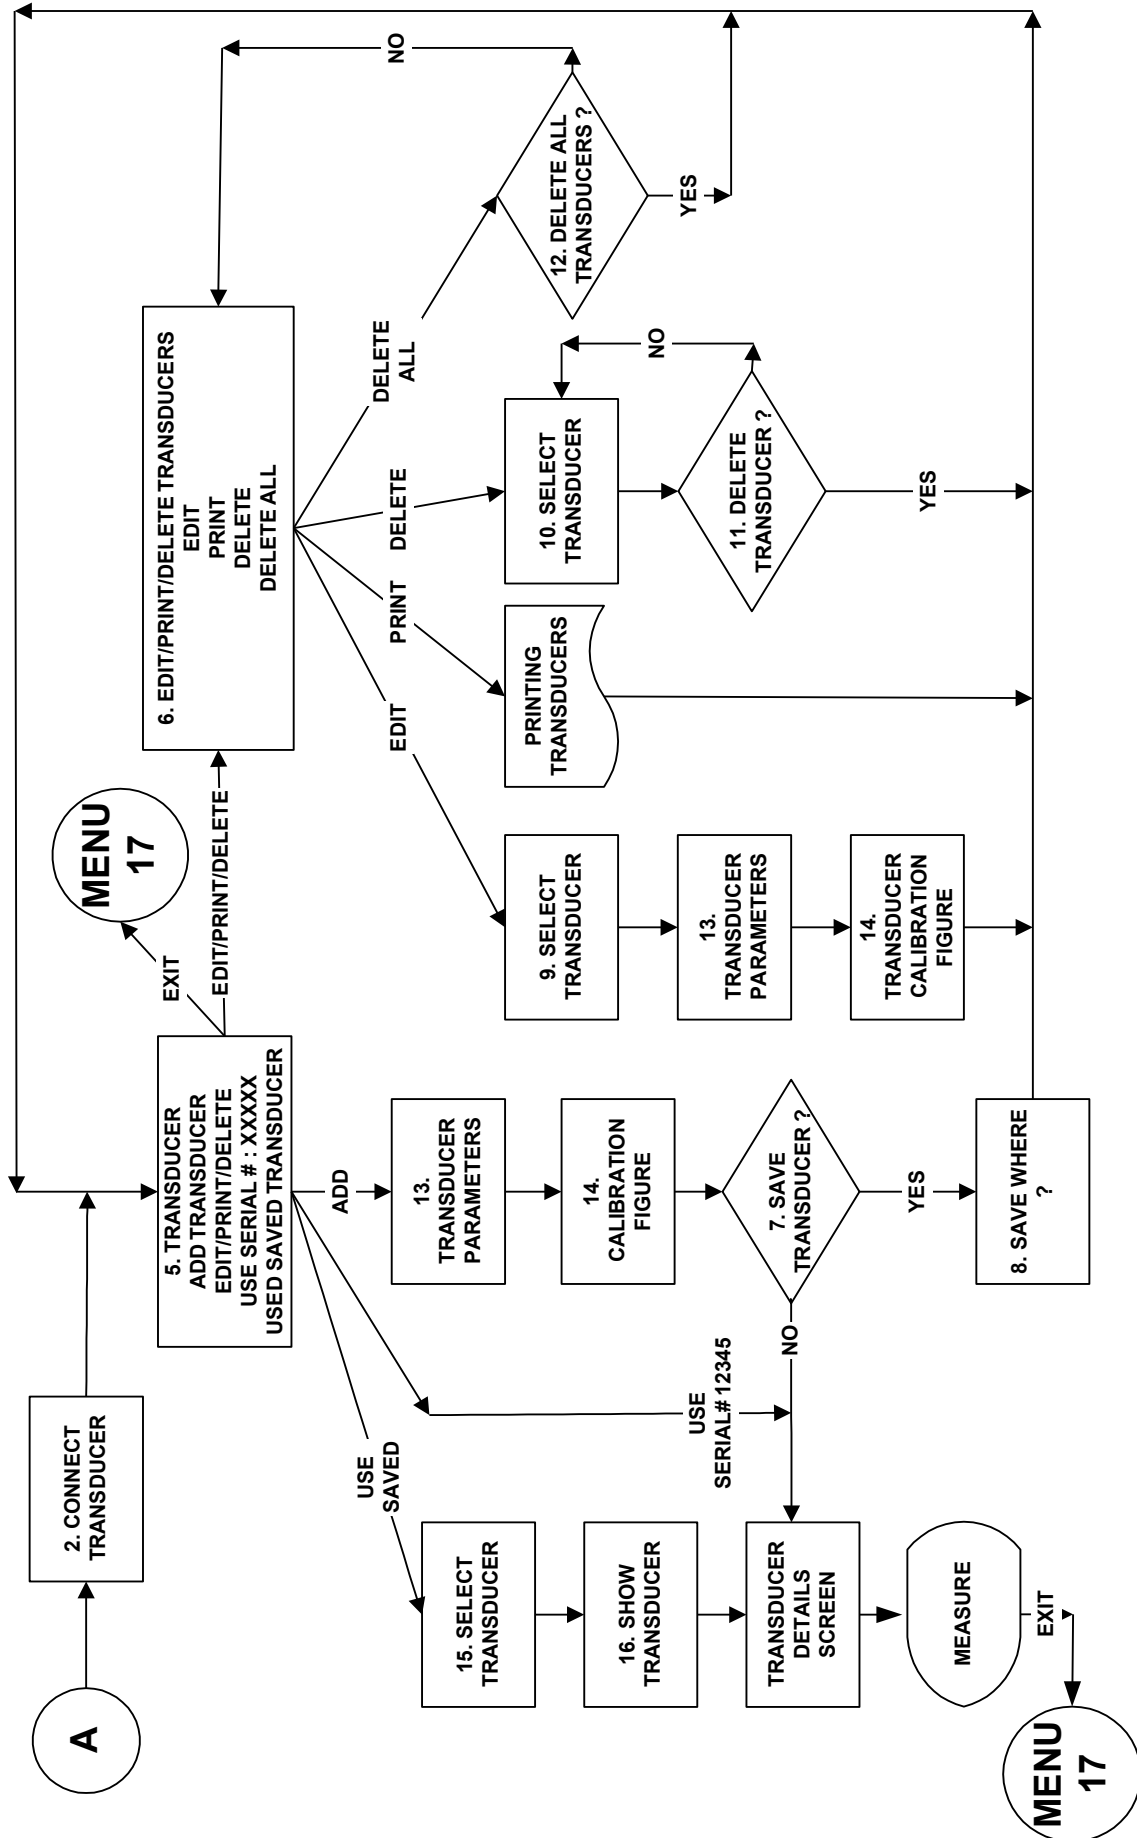 A
2. CONNECT
TRANSDUCER
5. TRANSDUCER
ADD TRANSDUCER
EDIT/PRINT/DELETE
USE SERIAL # : XXXX
USED SAVED TRANSDUCER
EXIT
MENU
17
EDIT/PRINT/DELETE
6. EDIT/PRINT/DELETE TRANSDUCERS
EDIT
PRINT
DELETE
DELETE ALL
NO
USE
SAVED
ADD
EDIT
PRINT
DELETE
DELETE
ALL
15. SELECT
TRANSDUCER
16. SHOW
TRANSDUCER
TRANSDUCER
DETAILS
SCREEN
MEASURE
EXIT
MENU
17
USE
SERIAL# 12345
13.
TRANSDUCER
PARAMETERS
14.
CALIBRATION
FIGURE
7. SAVE
TRANSDUCER ?
NO
YES
8. SAVE WHERE
?
9. SELECT
TRANSDUCER
13.
TRANSDUCER
PARAMETERS
14.
TRANSDUCER
CALIBRATION
FIGURE
PRINTING
TRANSDUCERS
10. SELECT
TRANSDUCER
NO
11. DELETE
TRANSDUCER ?
YES
12. DELETE ALL
TRANSDUCERS ?
YES